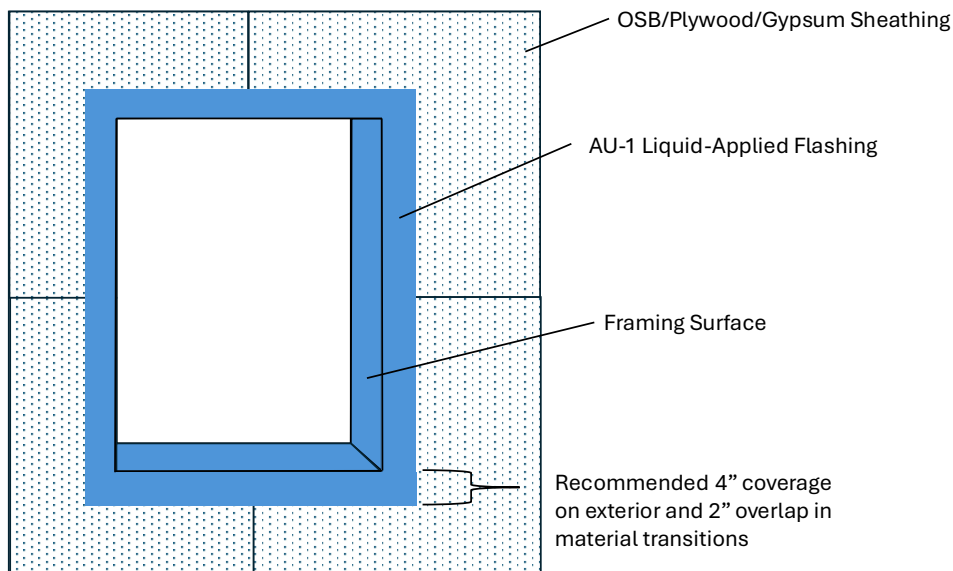 OSB/Plywood/Gypsum Sheathing
AU-1 Liquid-Applied Flashing
Framing Surface
Recommended 4” coverage
on exterior and 2” overlap in
material transitions